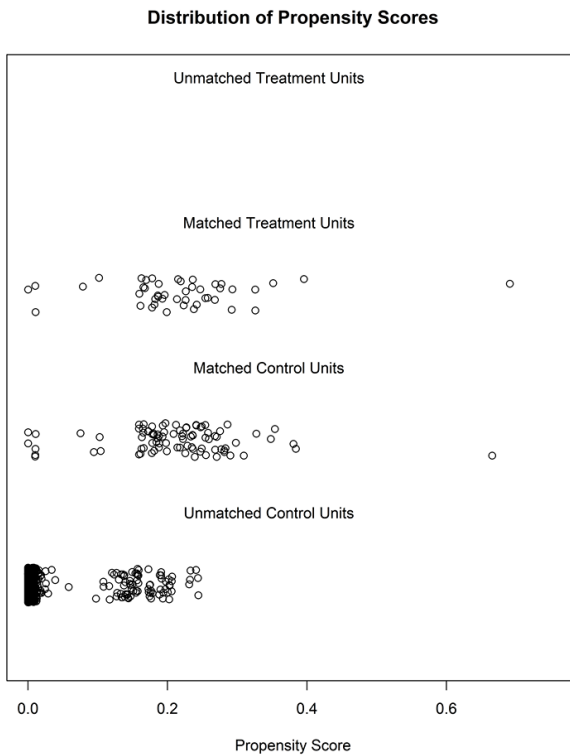 Distribution of Propensity Scores
Unmatched Treatment Units
Matched Treatment Units
Matched Control Units
Unmatched Control Units
0.0 0.2 0.4 0.6
Propensity Score